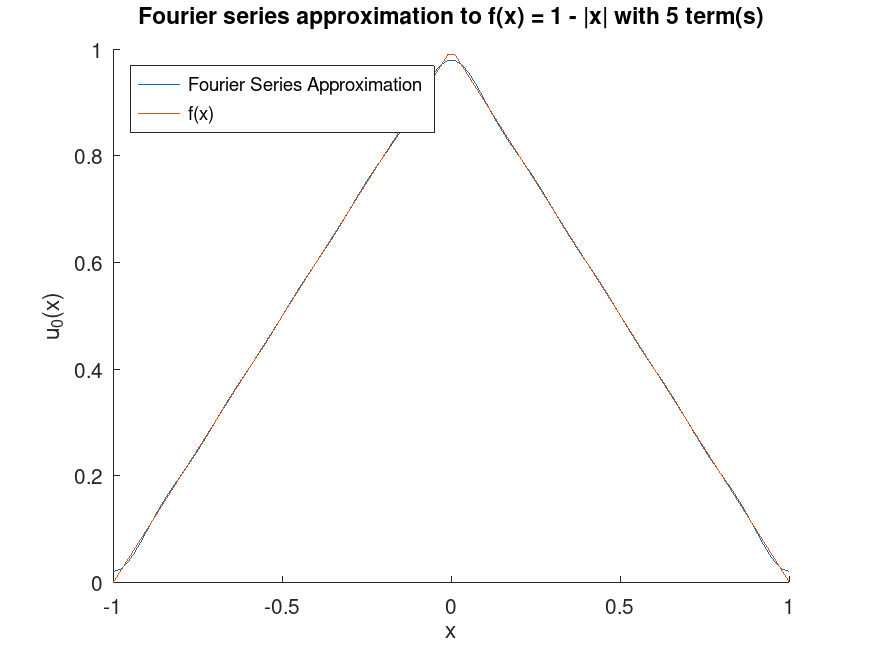 Fourier series approximation to f(x) = 1 - |x| with 5 term(s)
1
Fourier Series Approximation
f(x)
0.8
0.6
u₀(x)
0.4
0.2
0
-1
-0.5
0
0.5
1
x